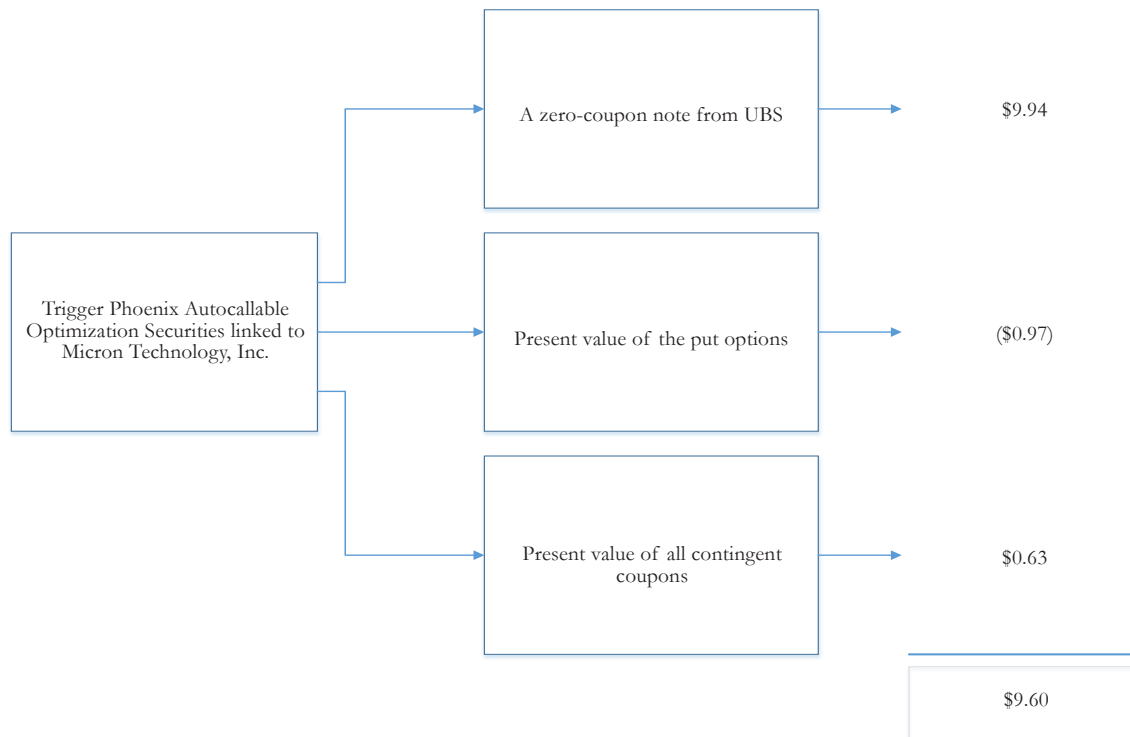 A zero-coupon note from UBS
$9.94
Trigger Phoenix Autocallable
Optimization Securities linked to
Micron Technology, Inc.
Present value of the put options
($0.97)
Present value of all contingent
coupons
$0.63
$9.60